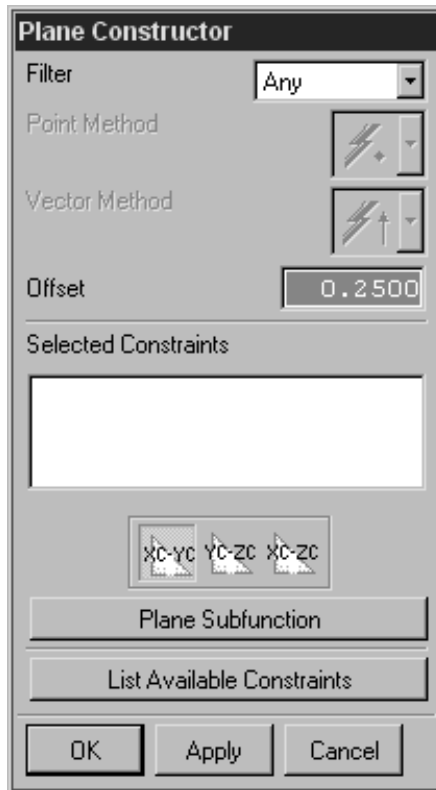 Plane Constructor
Filter Any
Point Method
Vector Method
Offset 0.2500
Selected Constraints
XC-YC YC-ZC XC-ZC
Plane Subfunction
List Available Constraints
OK Apply Cancel